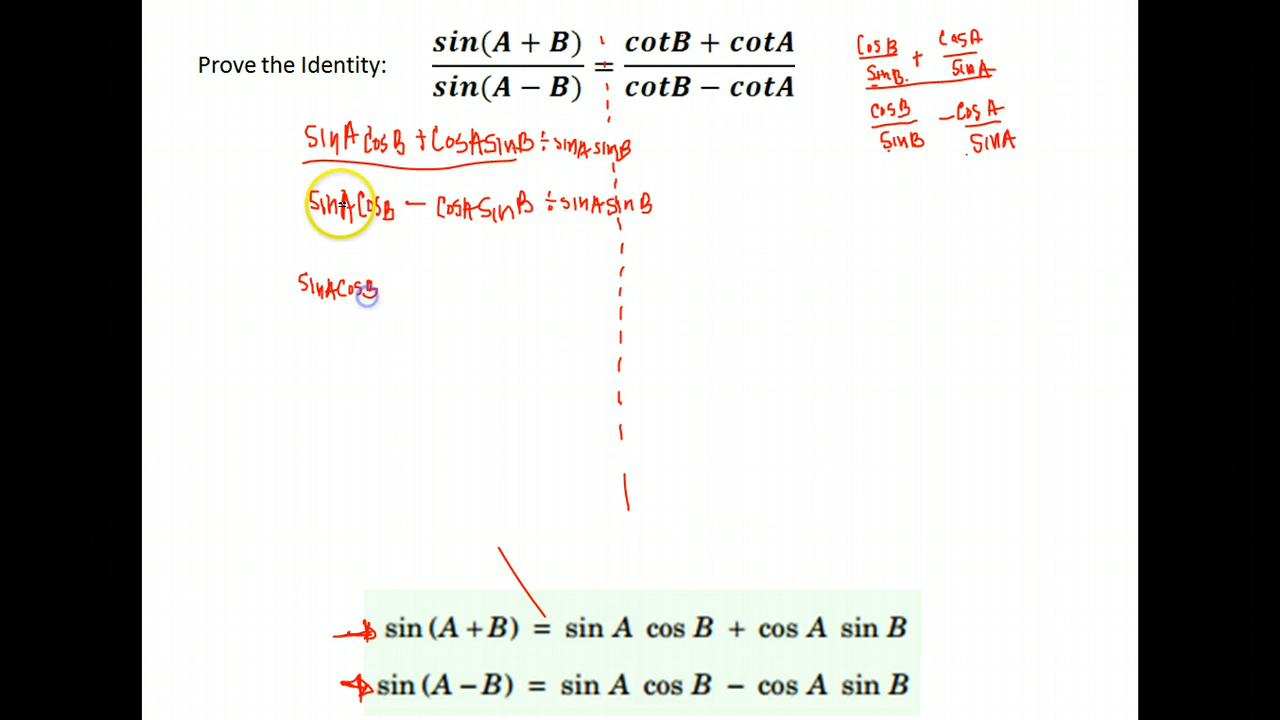 Prove the Identity: sin(A + B) / sin(A − B) = cotB + cotA / cotB − cotA
cosB / sinB + cosA / sinA
cosB / sinB − cosA / sinA
sinA cosB + cosA sinB ÷ sinA sinB
sinA cosB − cosA sinB ÷ sinA sinB
sinA cosB
sin (A + B) = sin A cos B + cos A sin B
sin (A − B) = sin A cos B − cos A sin B